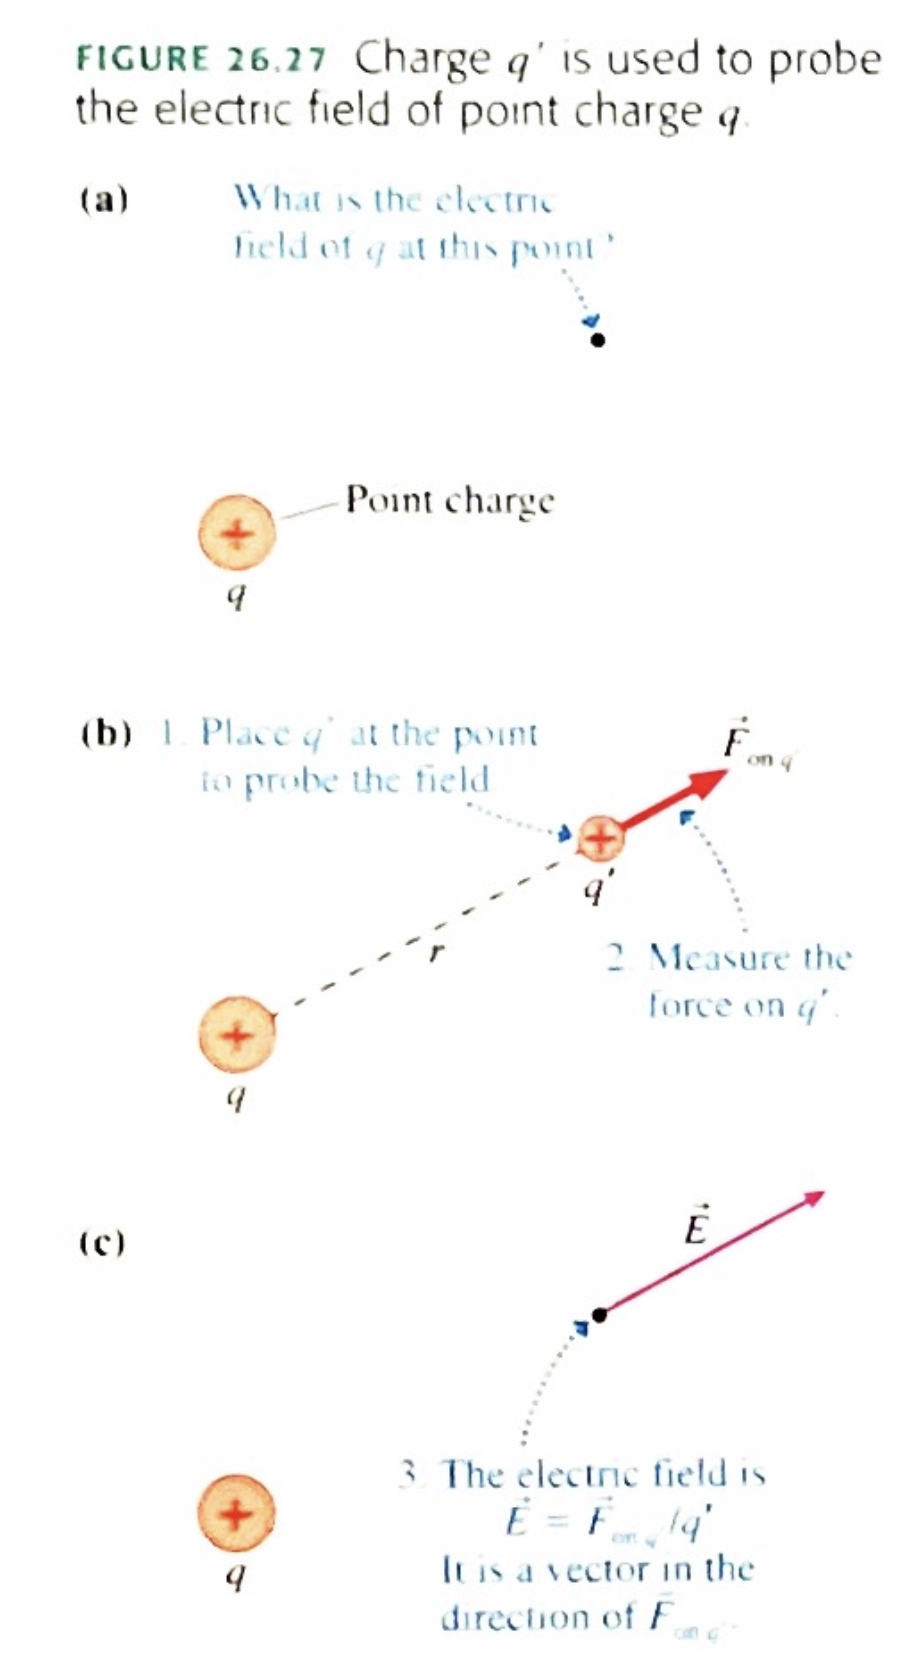 FIGURE 26.27 Charge q′ is used to probe
the electric field of point charge q.
(a)
What is the electric
field of q at this point?
Point charge
q
(b) 1. Place q′ at the point
to probe the field.
F⃗ on q′
q′
r
2. Measure the
force on q′.
q
(c)
E⃗
3. The electric field is
E⃗ = F⃗ on q′ /q′
It is a vector in the
direction of F⃗ on q′.
q